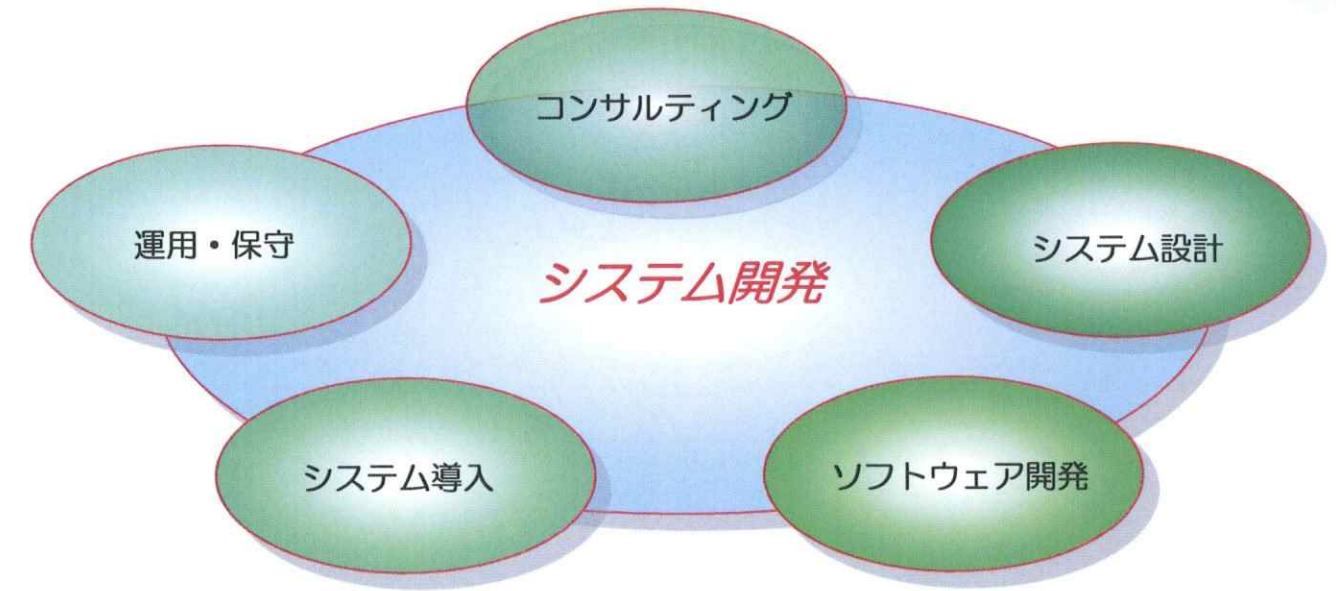 コンサルティング
運用・保守
システム設計
システム開発
システム導入
ソフトウェア開発